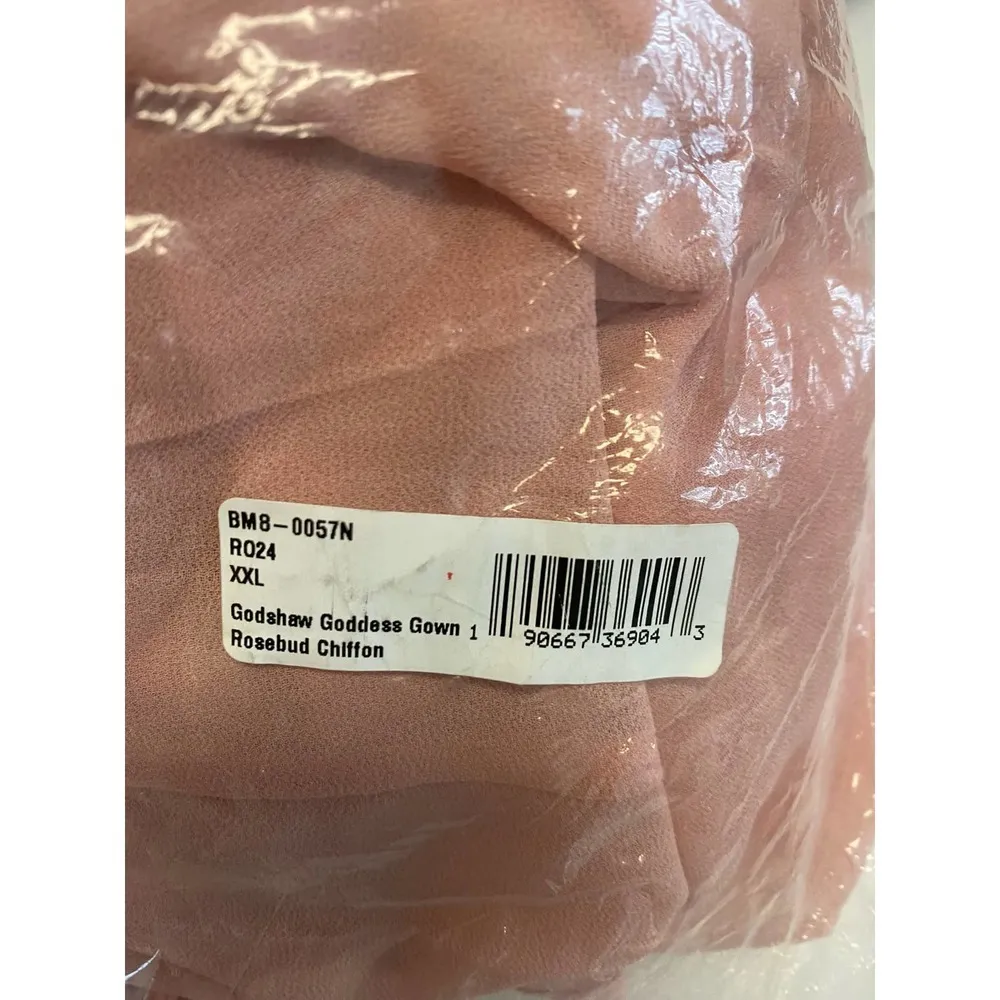 BM8-0057N
RO24
XXL
Godshaw Goddess Gown
Rosebud Chiffon
1 90667 36904 3